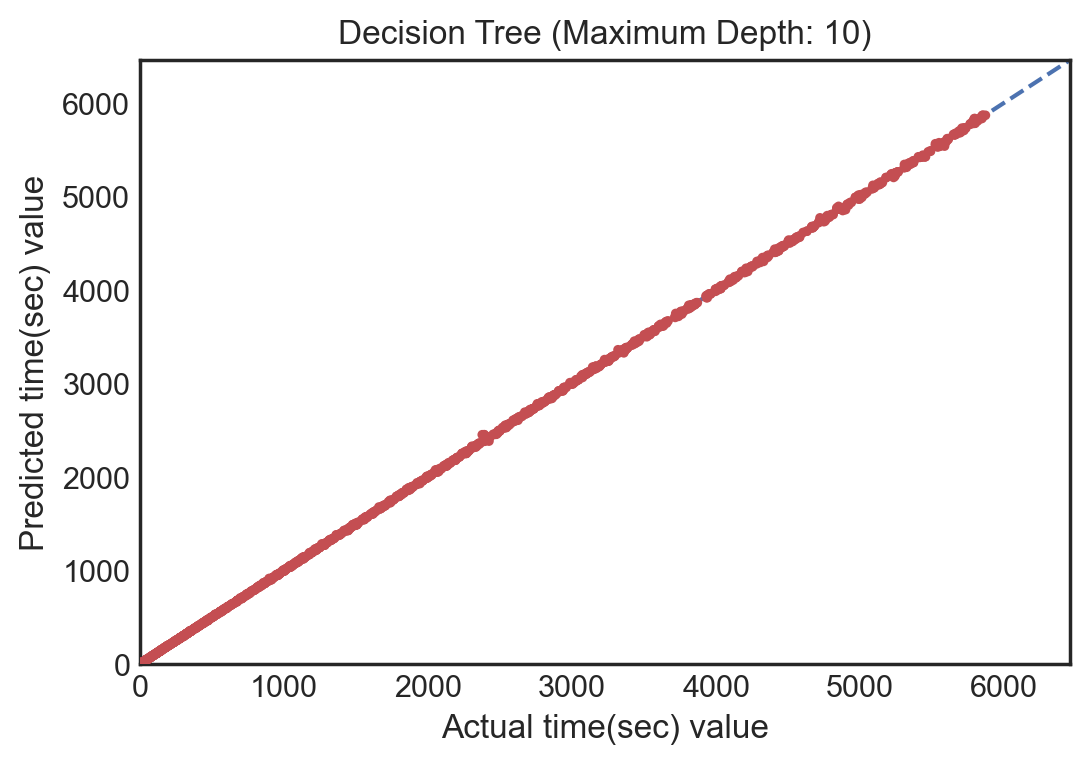 Decision Tree (Maximum Depth: 10)
Predicted time(sec) value
6000
5000
4000
3000
2000
1000
0
0 1000 2000 3000 4000 5000 6000
Actual time(sec) value